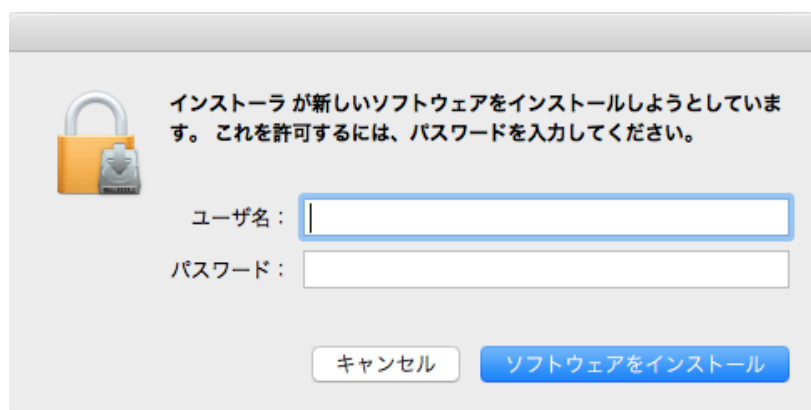 インストーラ が新しいソフトウェアをインストールしようとしていま
す。 これを許可するには、パスワードを入力してください。
ユーザ名：
パスワード：
キャンセル
ソフトウェアをインストール